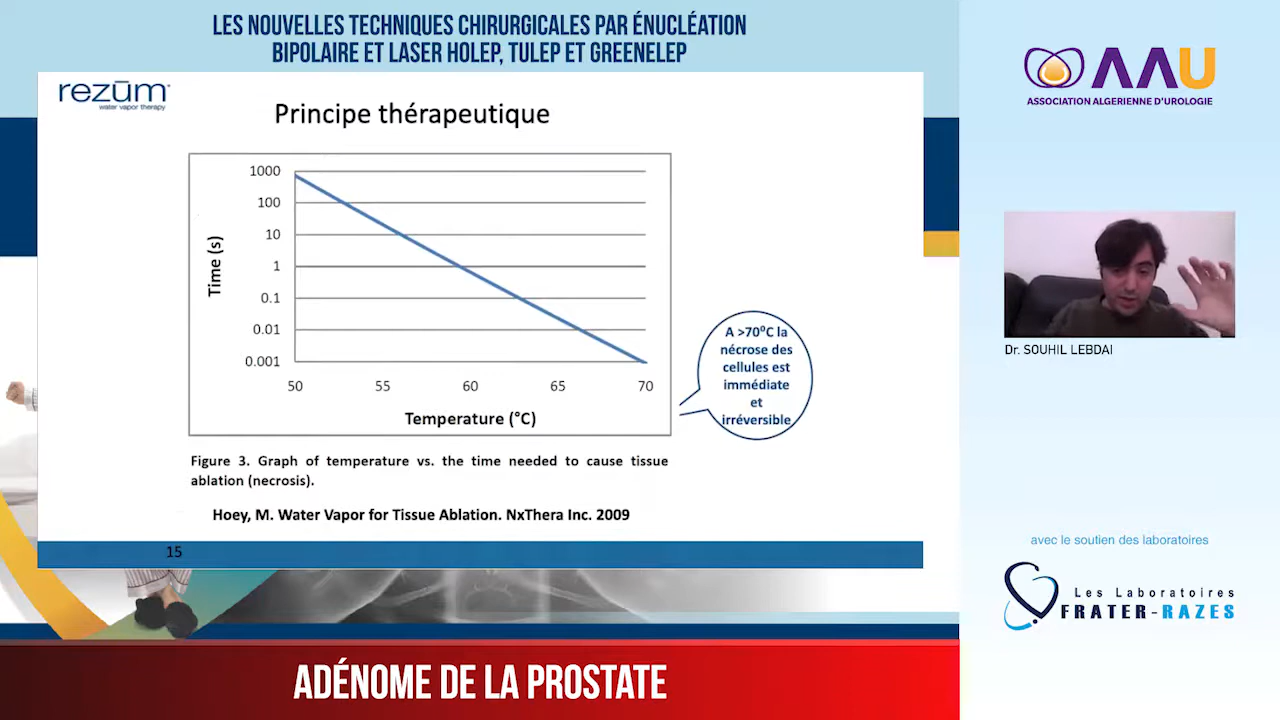 LES NOUVELLES TECHNIQUES CHIRURGICALES PAR ÉNUCLÉATION
BIPOLAIRE ET LASER HOLEP, TULEP ET GREENELEP
rezūm
water vapor therapy
Principe thérapeutique
1000
100
10
1
0.1
0.01
0.001
Time (s)
50 55 60 65 70
Temperature (°C)
A >70°C la
nécrose des
cellules est
immédiate
et
irréversible
Figure 3. Graph of temperature vs. the time needed to cause tissue
ablation (necrosis).
Hoey, M. Water Vapor for Tissue Ablation. NxThera Inc. 2009
15
ADÉNOME DE LA PROSTATE
AAU
ASSOCIATION ALGERIENNE D'UROLOGIE
Dr. SOUHIL LEBDAI
avec le soutien des laboratoires
Les Laboratoires
FRATER-RAZES